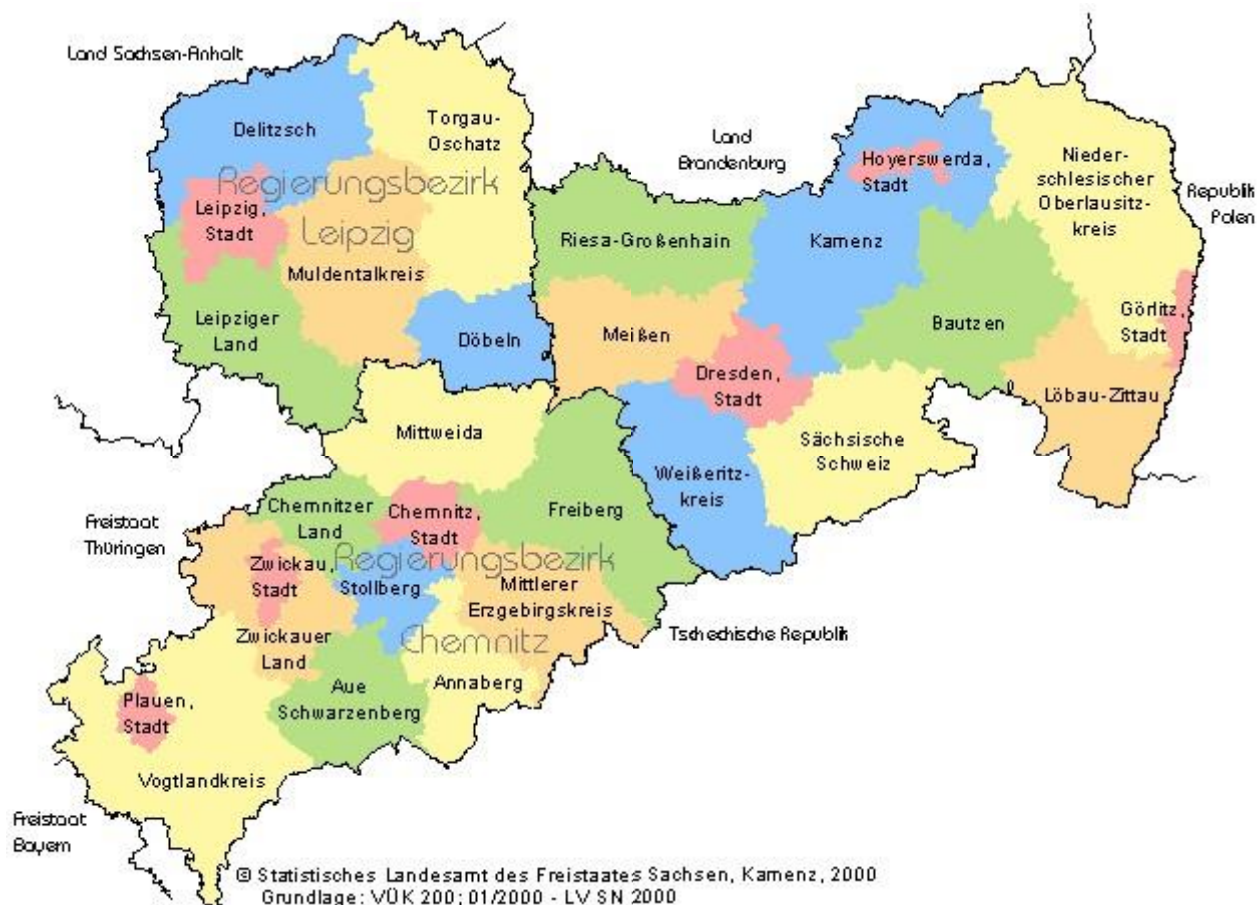 Land Sachsen-Anhalt
Delitzsch
Torgau-
Oschatz
Regierungsbezirk
Leipzig
Leipzig,
Stadt
Muldentalkreis
Leipziger
Land
Döbeln
Land
Brandenburg
Riesa-Großenhain
Meißen
Dresden,
Stadt
Kamenz
Hoyerswerda,
Stadt
Nieder-
schlesischer
Oberlausitz-
kreis
Republik
Polen
Bautzen
Görlitz,
Stadt
Löbau-Zittau
Sächsische
Schweiz
Weißeritz-
kreis
Mittweida
Freiberg
Chemnitzer
Land
Chemnitz,
Stadt
Freistaat
Thüringen
Regierungsbezirk
Chemnitz
Zwickau,
Stadt
Stollberg
Mittlerer
Erzgebirgskreis
Tschechische Republik
Zwickauer
Land
Annaberg
Aue
Schwarzenberg
Plauen,
Stadt
Vogtlandkreis
Freistaat
Bayern
© Statistisches Landesamt des Freistaates Sachsen, Kamenz, 2000
Grundlage: VÜK 200; 01/2000 - LV SN 2000